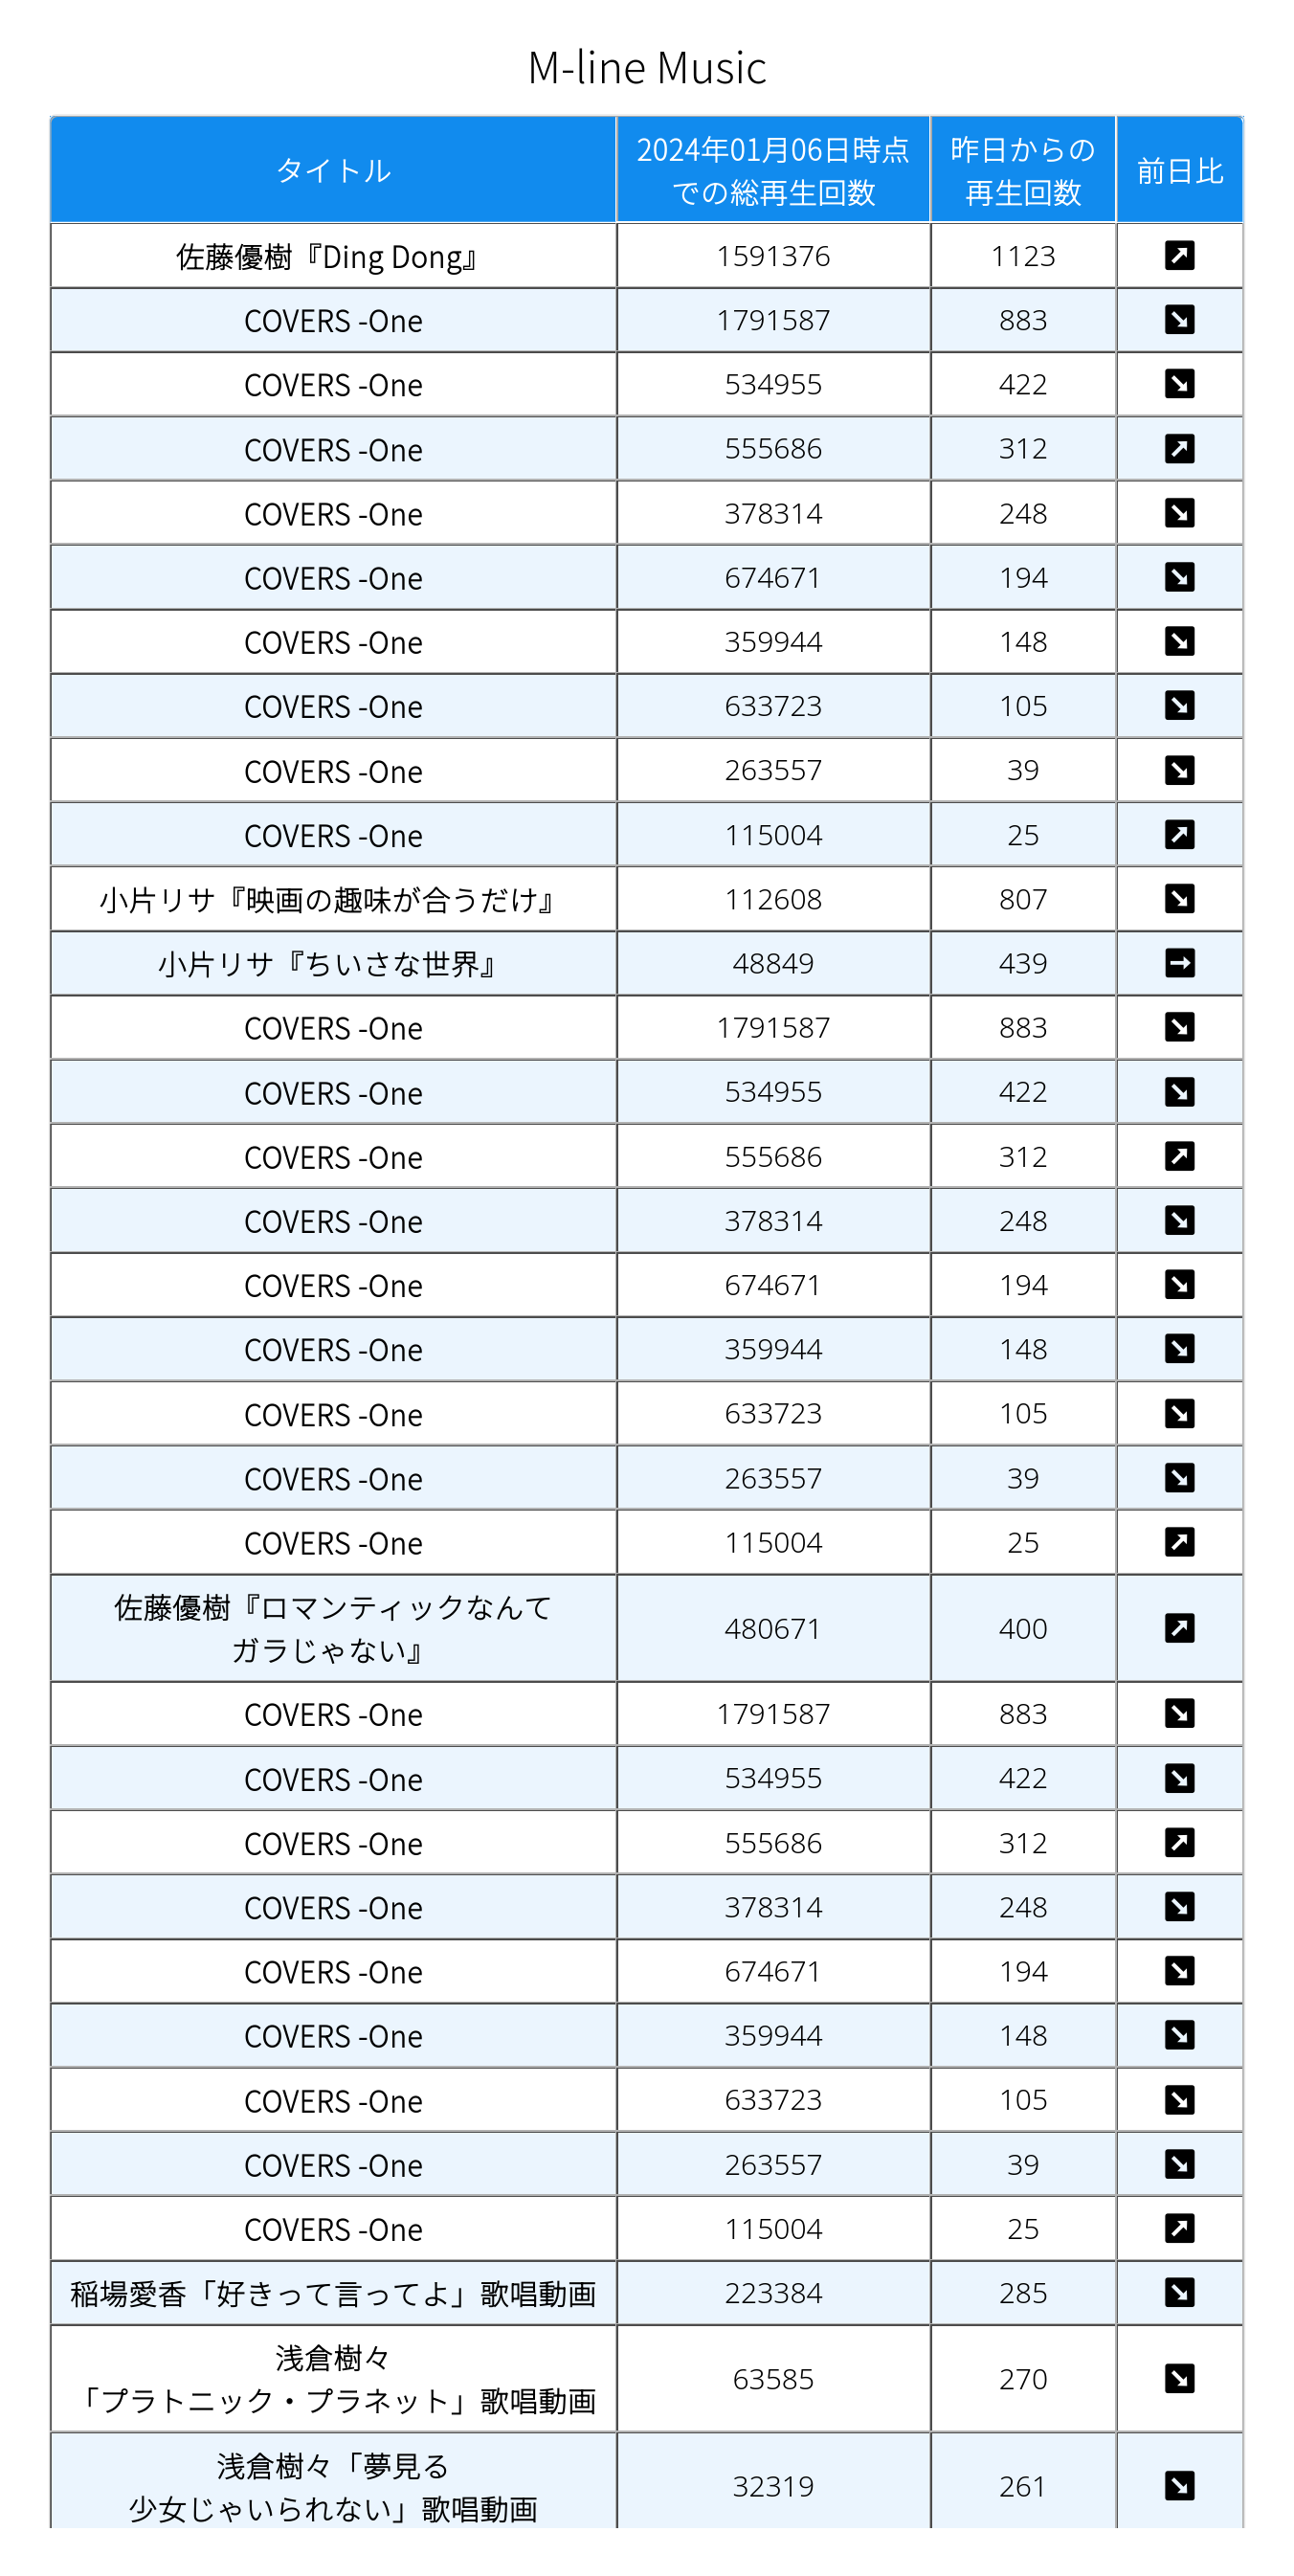 M-line Music
タイトル 2024年01月06日時点 昨日からの 前日比
での総再生回数 再生回数
佐藤優樹『Ding Dong』 1591376 1123 ↗
COVERS -One 1791587 883 ↘
COVERS -One 534955 422 ↘
COVERS -One 555686 312 ↗
COVERS -One 378314 248 ↘
COVERS -One 674671 194 ↘
COVERS -One 359944 148 ↘
COVERS -One 633723 105 ↘
COVERS -One 263557 39 ↘
COVERS -One 115004 25 ↗
小片リサ『映画の趣味が合うだけ』 112608 807 ↘
小片リサ『ちいさな世界』 48849 439 →
COVERS -One 1791587 883 ↘
COVERS -One 534955 422 ↘
COVERS -One 555686 312 ↗
COVERS -One 378314 248 ↘
COVERS -One 674671 194 ↘
COVERS -One 359944 148 ↘
COVERS -One 633723 105 ↘
COVERS -One 263557 39 ↘
COVERS -One 115004 25 ↗
佐藤優樹『ロマンティックなんて
ガラじゃない』 480671 400 ↗
COVERS -One 1791587 883 ↘
COVERS -One 534955 422 ↘
COVERS -One 555686 312 ↗
COVERS -One 378314 248 ↘
COVERS -One 674671 194 ↘
COVERS -One 359944 148 ↘
COVERS -One 633723 105 ↘
COVERS -One 263557 39 ↘
COVERS -One 115004 25 ↗
稲場愛香「好きって言ってよ」歌唱動画 223384 285 ↘
浅倉樹々
「プラトニック・プラネット」歌唱動画 63585 270 ↘
浅倉樹々「夢見る
少女じゃいられない」歌唱動画 32319 261 ↘